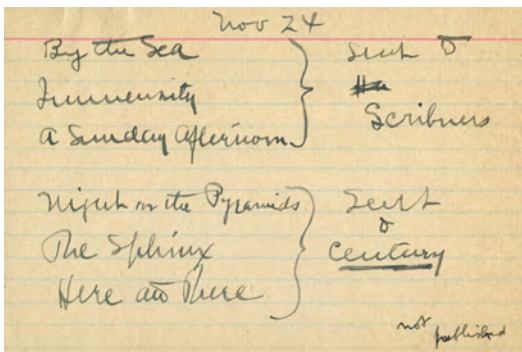 Nov 24
By the Sea
Immensity
A Sunday Afternoon
Sent to
Scribners
Night on the Pyramids
The Sphinx
Here and There
Sent
to
Century
not published